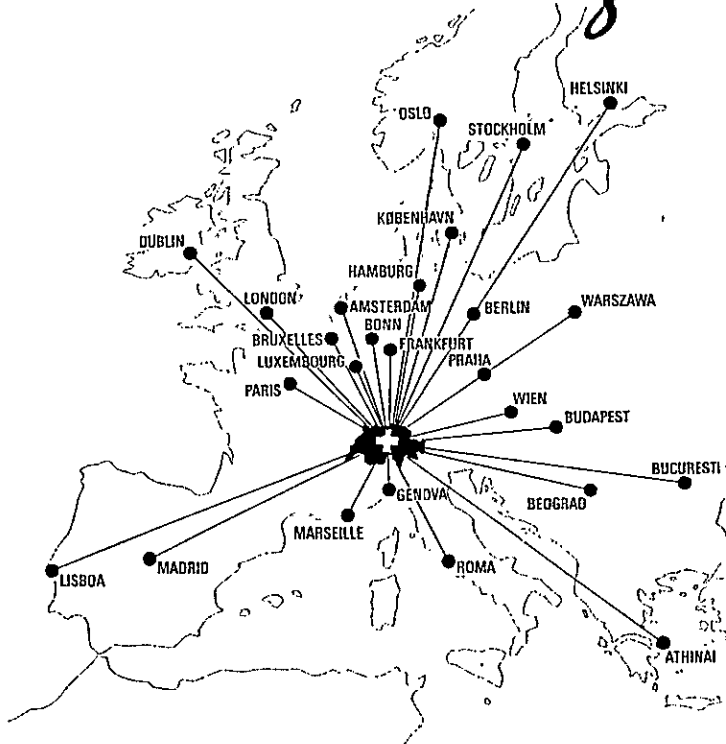 HELSINKI
OSLO
STOCKHOLM
KØBENHAVN
DUBLIN
HAMBURG
LONDON
AMSTERDAM
BERLIN
WARSZAWA
BONN
BRUXELLES
FRANKFURT
LUXEMBOURG
PRAHA
PARIS
WIEN
BUDAPEST
BUCURESTI
GENOVA
BEOGRAD
MARSEILLE
MADRID
ROMA
LISBOA
ATHINAI